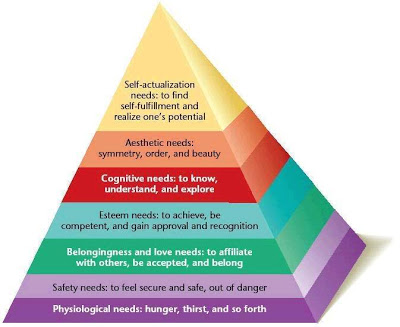 Self-actualization
needs: to find
self-fulfillment and
realize one's potential
Aesthetic needs:
symmetry, order, and beauty
Cognitive needs: to know,
understand, and explore
Esteem needs: to achieve, be
competent, and gain approval and recognition
Belongingness and love needs: to affiliate
with others, be accepted, and belong
Safety needs: to feel secure and safe, out of danger
Physiological needs: hunger, thirst, and so forth